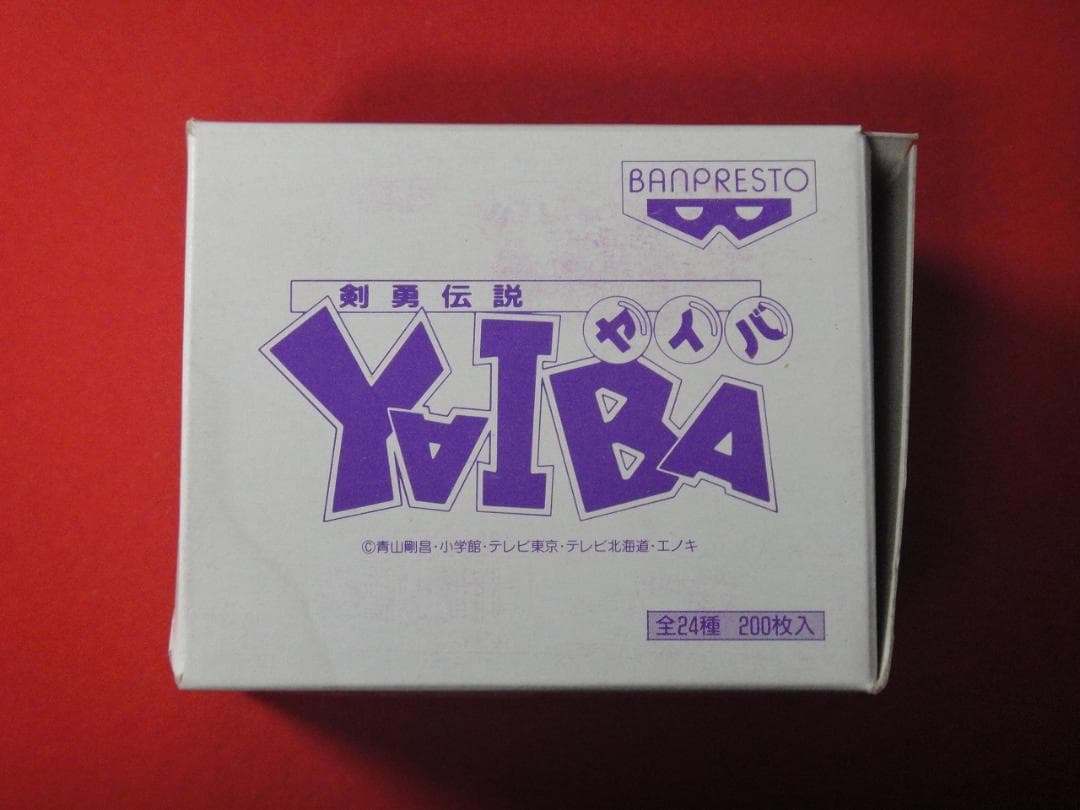 BANPRESTO
剣勇伝説
ヤイバ
YAIBA
©青山剛昌・小学館・テレビ東京・テレビ北海道・エノキ
全24種 200枚入